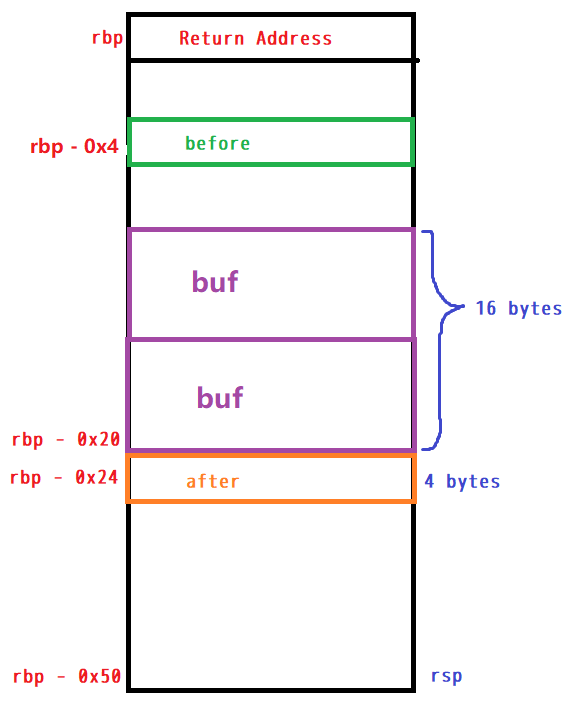 rbp
Return Address
rbp - 0x4
before
buf
16 bytes
buf
rbp - 0x20
rbp - 0x24
after
4 bytes
rbp - 0x50
rsp